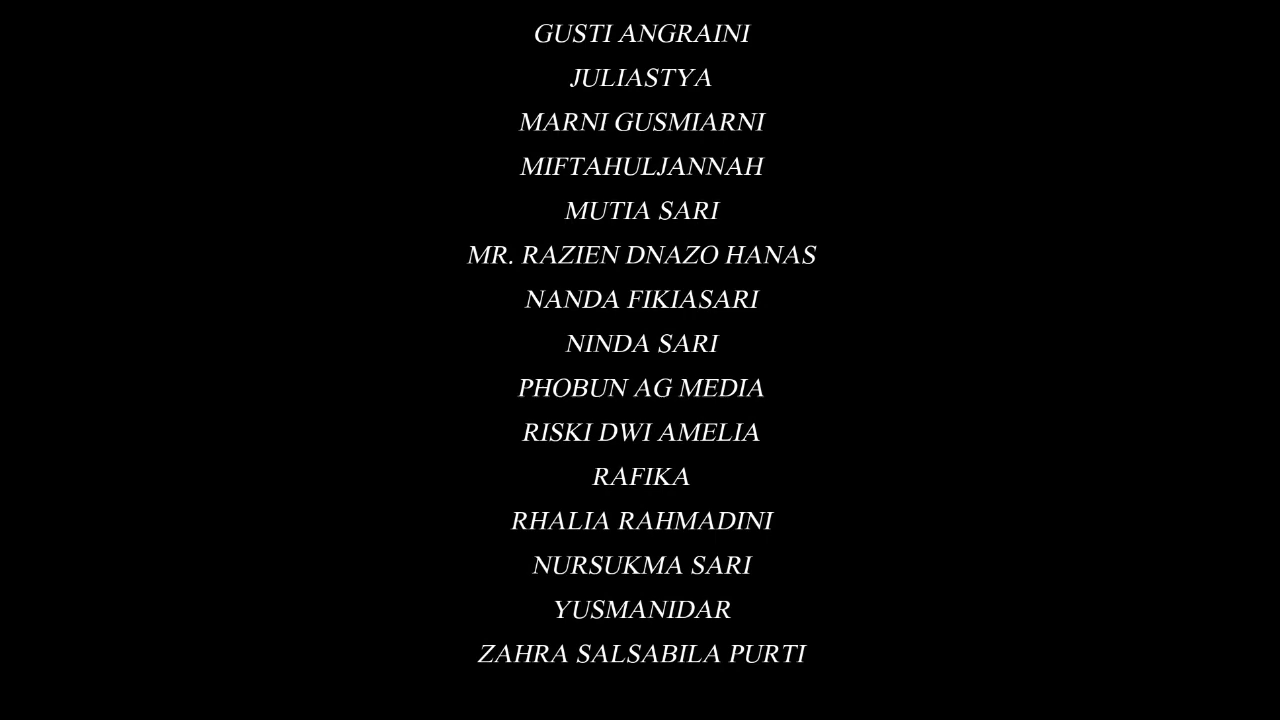 GUSTI ANGRAINI
JULIASTYA
MARNI GUSMIARNI
MIFTAHULJANNAH
MUTIA SARI
MR. RAZIEN DNAZO HANAS
NANDA FIKIASARI
NINDA SARI
PHOBUN AG MEDIA
RISKI DWI AMELIA
RAFIKA
RHALIA RAHMADINI
NURSUKMA SARI
YUSMANIDAR
ZAHRA SALSABILA PURTI